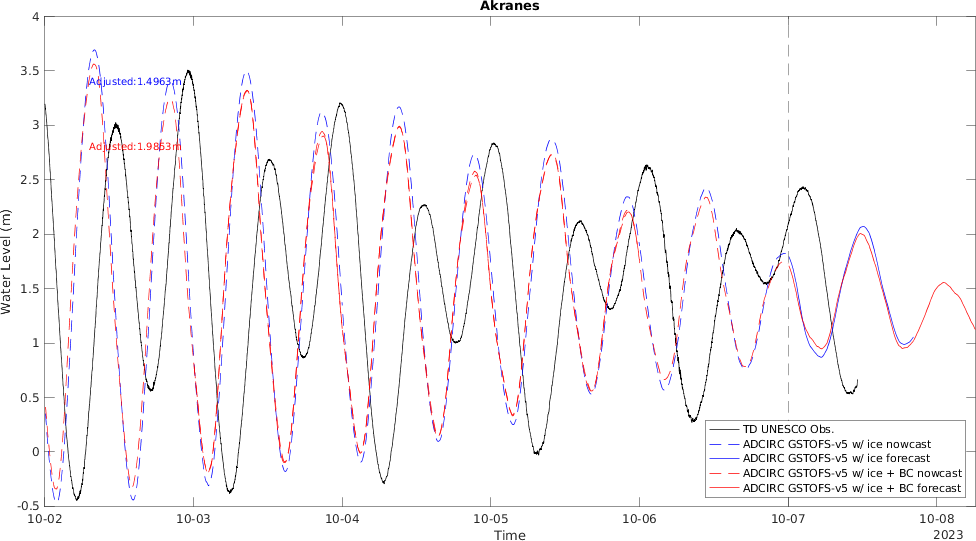 Akranes
4
3.5
3
2.5
2
1.5
1
0.5
0
-0.5
Water Level (m)
Adjusted:1.4963m
Adjusted:1.9853m
10-02
10-03
10-04
10-05
10-06
10-07
10-08
2023
Time
TD UNESCO Obs.
ADCIRC GSTOFS-v5 w/ ice nowcast
ADCIRC GSTOFS-v5 w/ ice forecast
ADCIRC GSTOFS-v5 w/ ice + BC nowcast
ADCIRC GSTOFS-v5 w/ ice + BC forecast